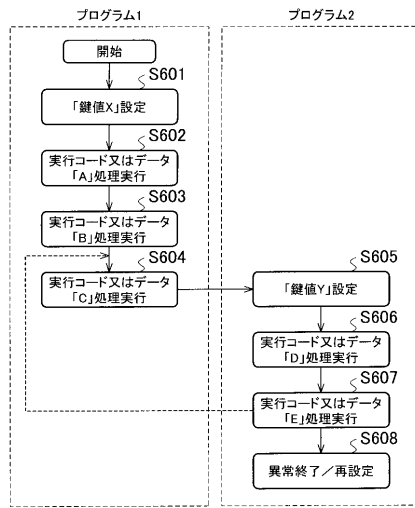 プログラム1
プログラム2
開始
S601
「鍵値X」設定
S602
実行コード又はデータ
「A」処理実行
S603
実行コード又はデータ
「B」処理実行
S604
実行コード又はデータ
「C」処理実行
S605
「鍵値Y」設定
S606
実行コード又はデータ
「D」処理実行
S607
実行コード又はデータ
「E」処理実行
S608
異常終了/再設定